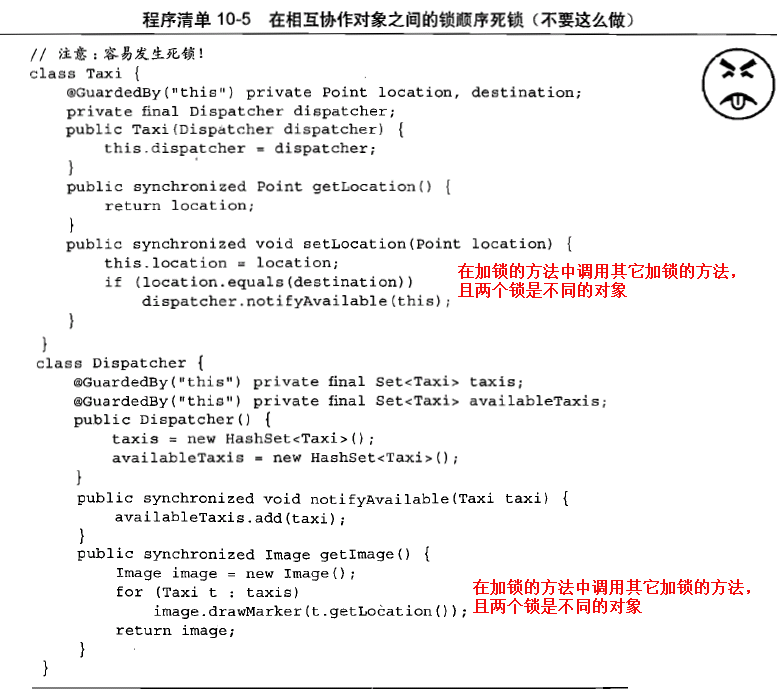 程序清单 10-5 在相互协作对象之间的锁顺序死锁（不要这么做）
// 注意：容易发生死锁！
class Taxi {
@GuardedBy("this") private Point location, destination;
private final Dispatcher dispatcher;
public Taxi(Dispatcher dispatcher) {
this.dispatcher = dispatcher;
}
public synchronized Point getLocation() {
return location;
}
public synchronized void setLocation(Point location) {
this.location = location;
if (location.equals(destination))
dispatcher.notifyAvailable(this);
在加锁的方法中调用其它加锁的方法，
且两个锁是不同的对象
}
}
class Dispatcher {
@GuardedBy("this") private final Set<Taxi> taxis;
@GuardedBy("this") private final Set<Taxi> availableTaxis;
public Dispatcher() {
taxis = new HashSet<Taxi>();
availableTaxis = new HashSet<Taxi>();
}
public synchronized void notifyAvailable(Taxi taxi) {
availableTaxis.add(taxi);
}
public synchronized Image getImage() {
Image image = new Image();
for (Taxi t : taxis)
image.drawMarker(t.getLocation());
在加锁的方法中调用其它加锁的方法，
且两个锁是不同的对象
return image;
}
}